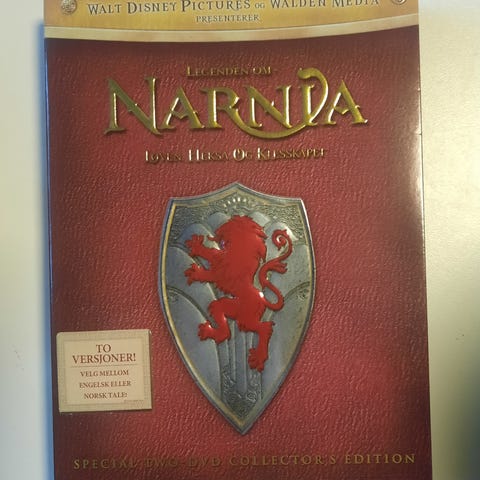 WALT DISNEY PICTURES OG WALDEN MEDIA
PRESENTERER
LEGENDEN OM
NARNIA
LØVEN, HEKSA OG KLESSKAPET
TO
VERSJONER!
VELG MELLOM
ENGELSK ELLER
NORSK TALE!
SPECIAL TWO-DVD COLLECTOR'S EDITION